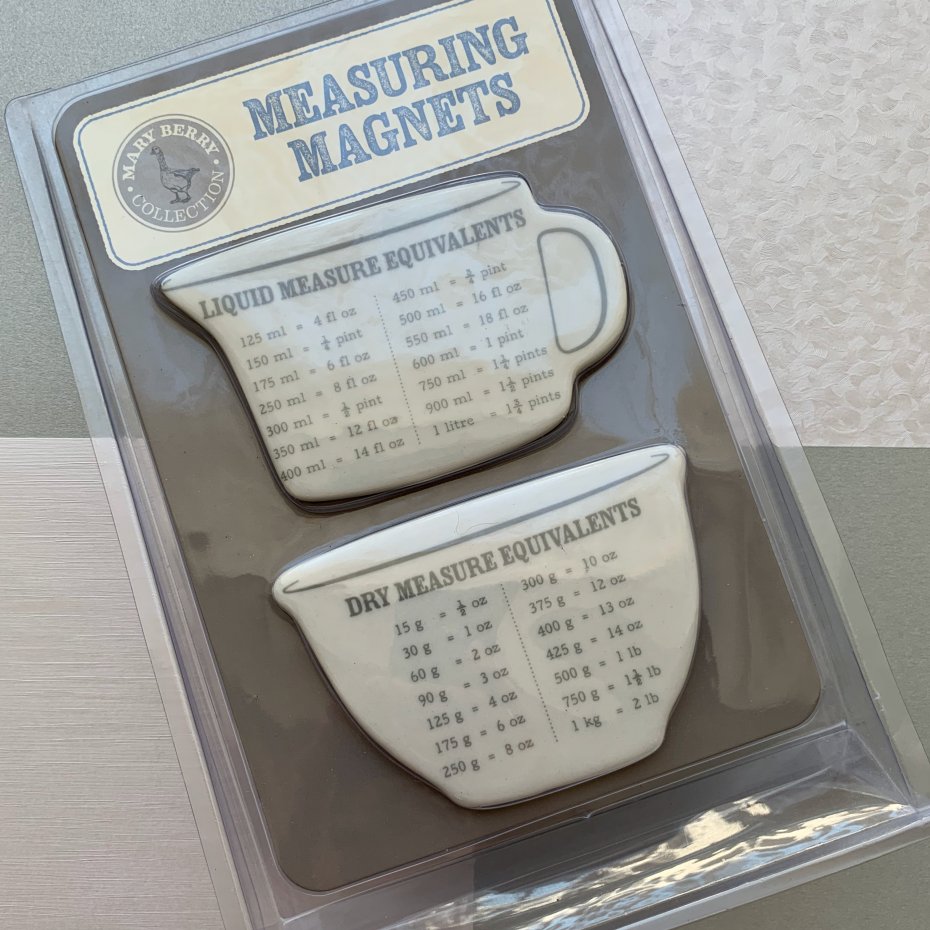 MEASURING
MAGNETS
MARY BERRY
COLLECTION
LIQUID MEASURE EQUIVALENTS
125 ml = 4 fl oz
150 ml = ¼ pint
175 ml = 6 fl oz
250 ml = 8 fl oz
300 ml = ½ pint
350 ml = 12 fl oz
400 ml = 14 fl oz
450 ml = ¾ pint
500 ml = 16 fl oz
550 ml = 18 fl oz
600 ml = 1 pint
750 ml = 1¼ pints
900 ml = 1½ pints
1 litre = 1¾ pints
DRY MEASURE EQUIVALENTS
15 g = ½ oz
30 g = 1 oz
60 g = 2 oz
90 g = 3 oz
125 g = 4 oz
175 g = 6 oz
250 g = 8 oz
300 g = 10 oz
375 g = 12 oz
400 g = 13 oz
425 g = 14 oz
500 g = 1 lb
750 g = 1½ lb
1 kg = 2 lb